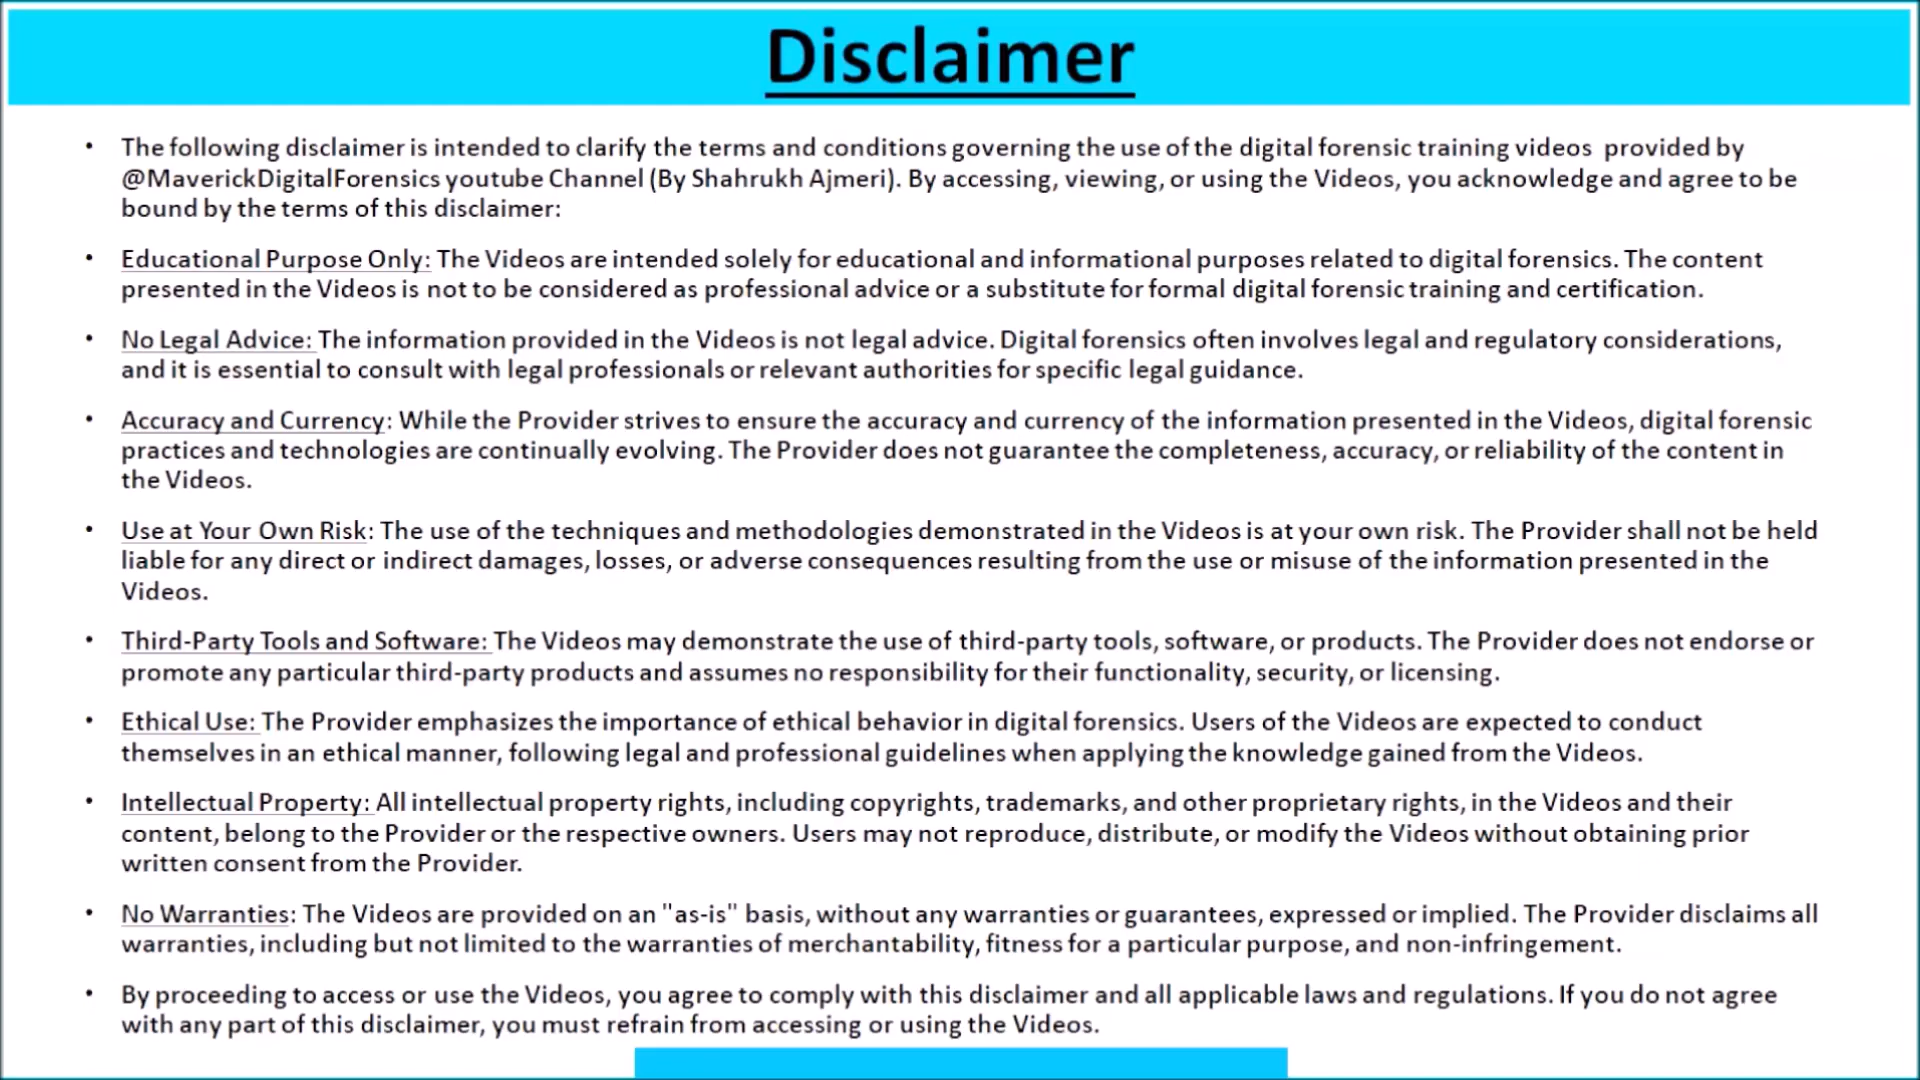 Disclaimer
• The following disclaimer is intended to clarify the terms and conditions governing the use of the digital forensic training videos provided by
@MaverickDigitalForensics youtube Channel (By Shahrukh Ajmeri). By accessing, viewing, or using the Videos, you acknowledge and agree to be
bound by the terms of this disclaimer:
• Educational Purpose Only: The Videos are intended solely for educational and informational purposes related to digital forensics. The content
presented in the Videos is not to be considered as professional advice or a substitute for formal digital forensic training and certification.
• No Legal Advice: The information provided in the Videos is not legal advice. Digital forensics often involves legal and regulatory considerations,
and it is essential to consult with legal professionals or relevant authorities for specific legal guidance.
• Accuracy and Currency: While the Provider strives to ensure the accuracy and currency of the information presented in the Videos, digital forensic
practices and technologies are continually evolving. The Provider does not guarantee the completeness, accuracy, or reliability of the content in
the Videos.
• Use at Your Own Risk: The use of the techniques and methodologies demonstrated in the Videos is at your own risk. The Provider shall not be held
liable for any direct or indirect damages, losses, or adverse consequences resulting from the use or misuse of the information presented in the
Videos.
• Third-Party Tools and Software: The Videos may demonstrate the use of third-party tools, software, or products. The Provider does not endorse or
promote any particular third-party products and assumes no responsibility for their functionality, security, or licensing.
• Ethical Use: The Provider emphasizes the importance of ethical behavior in digital forensics. Users of the Videos are expected to conduct
themselves in an ethical manner, following legal and professional guidelines when applying the knowledge gained from the Videos.
• Intellectual Property: All intellectual property rights, including copyrights, trademarks, and other proprietary rights, in the Videos and their
content, belong to the Provider or the respective owners. Users may not reproduce, distribute, or modify the Videos without obtaining prior
written consent from the Provider.
• No Warranties: The Videos are provided on an "as-is" basis, without any warranties or guarantees, expressed or implied. The Provider disclaims all
warranties, including but not limited to the warranties of merchantability, fitness for a particular purpose, and non-infringement.
• By proceeding to access or use the Videos, you agree to comply with this disclaimer and all applicable laws and regulations. If you do not agree
with any part of this disclaimer, you must refrain from accessing or using the Videos.